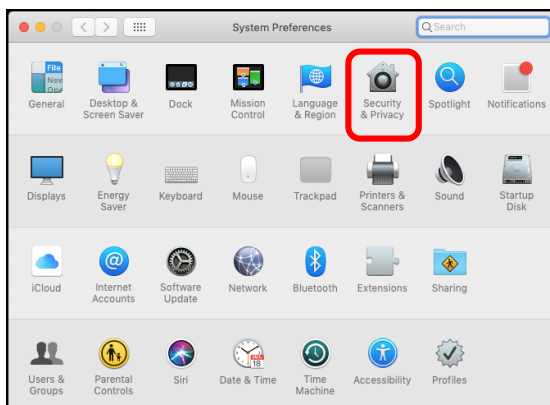 System Preferences
Search
File
New
Ope
General
Desktop &
Screen Saver
Dock
Mission
Control
Language
& Region
Security
& Privacy
Spotlight
Notifications
Displays
Energy
Saver
Keyboard
Mouse
Trackpad
Printers &
Scanners
Sound
Startup
Disk
iCloud
Internet
Accounts
Software
Update
Network
Bluetooth
Extensions
Sharing
Users &
Groups
Parental
Controls
Siri
JUL
18
Date & Time
Time
Machine
Accessibility
Profiles